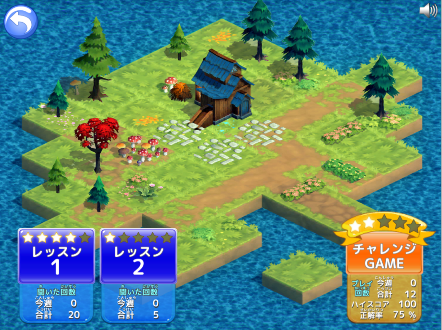 レッスン
1
聞いた回数
今週 0
合計 20
レッスン
2
聞いた回数
今週 0
合計 5
チャレンジ
GAME
プレイ回数 今週 0
合計 12
ハイスコア 100
正解率 75 %